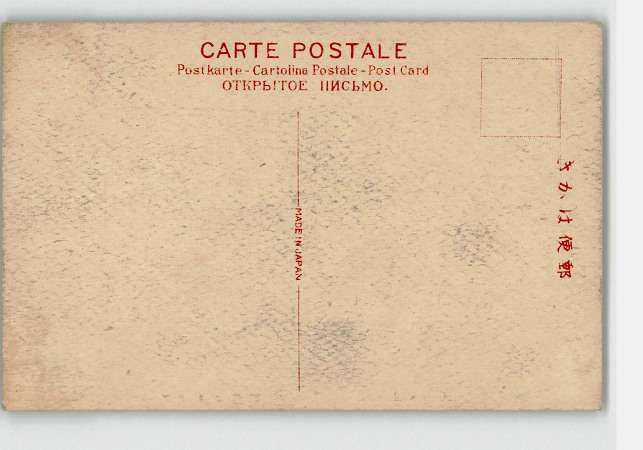 CARTE POSTALE
Postkarte - Cartolina Postale - Post Card
ОТКРЫТОЕ ПИСЬМО.
MADE IN JAPAN
きかは便郵